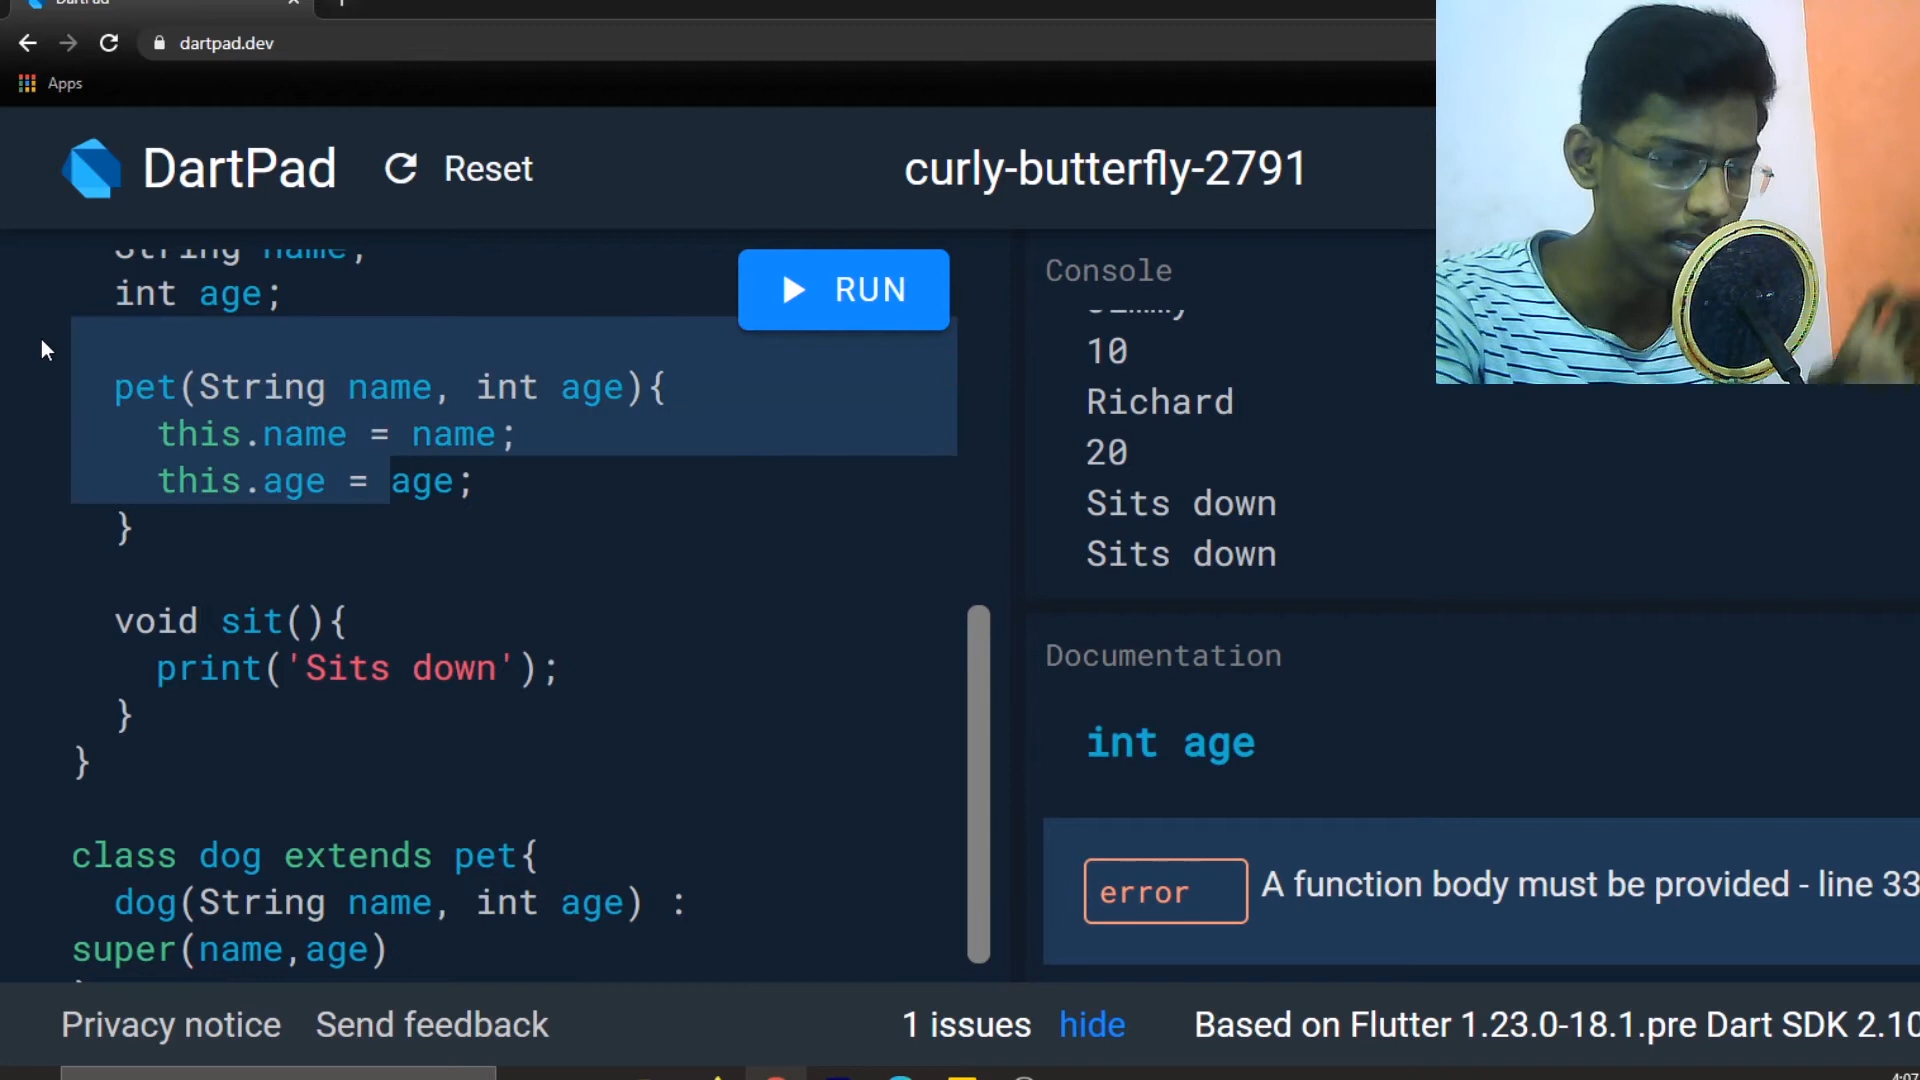 DartPad
dartpad.dev
Apps
DartPad
Reset
curly-butterfly-2791
String name;
int age;
RUN
pet(String name, int age){
this.name = name;
this.age = age;
}
void sit(){
print('Sits down');
}
}
class dog extends pet{
dog(String name, int age) :
super(name,age)
Console
10
Richard
20
Sits down
Sits down
Documentation
int age
error
A function body must be provided - line 33
Privacy notice
Send feedback
1 issues
hide
Based on Flutter 1.23.0-18.1.pre Dart SDK 2.10